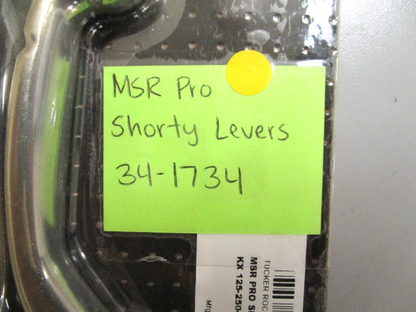 MSR Pro
Shorty Levers
34-1734
TUCKER ROC
MSR PRO S
KX 125-250